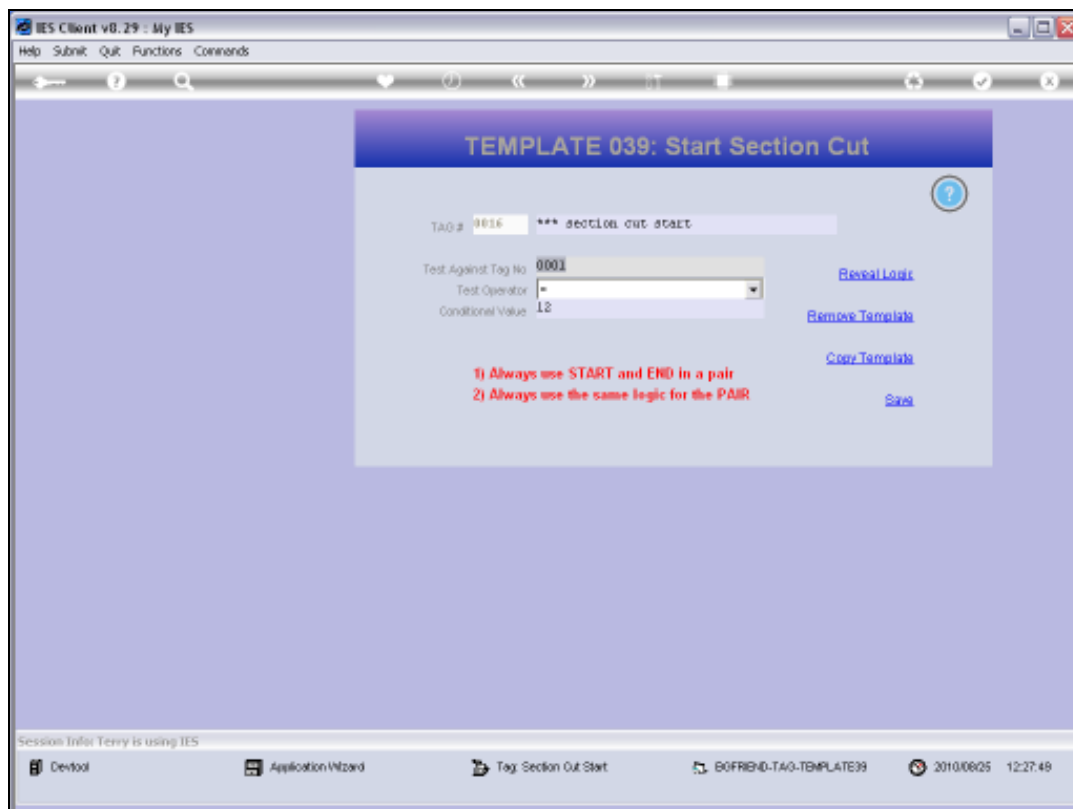 IES Client v8.29 : My IES
Help Submit Quit Functions Commands
TEMPLATE 039: Start Section Cut
TAG # 0016 *** section cut start
Test Against Tag No 0001
Reveal Logic
Test Operator =
Conditional Value 12
Remove Template
Copy Template
1) Always use START and END in a pair
2) Always use the same logic for the PAIR
Save
Session Info: Terry is using IES
Devtool Application Wizard Tag: Section Cut Start BGFRIEND-TAG-TEMPLATE39 2010/08/25 12:27:49